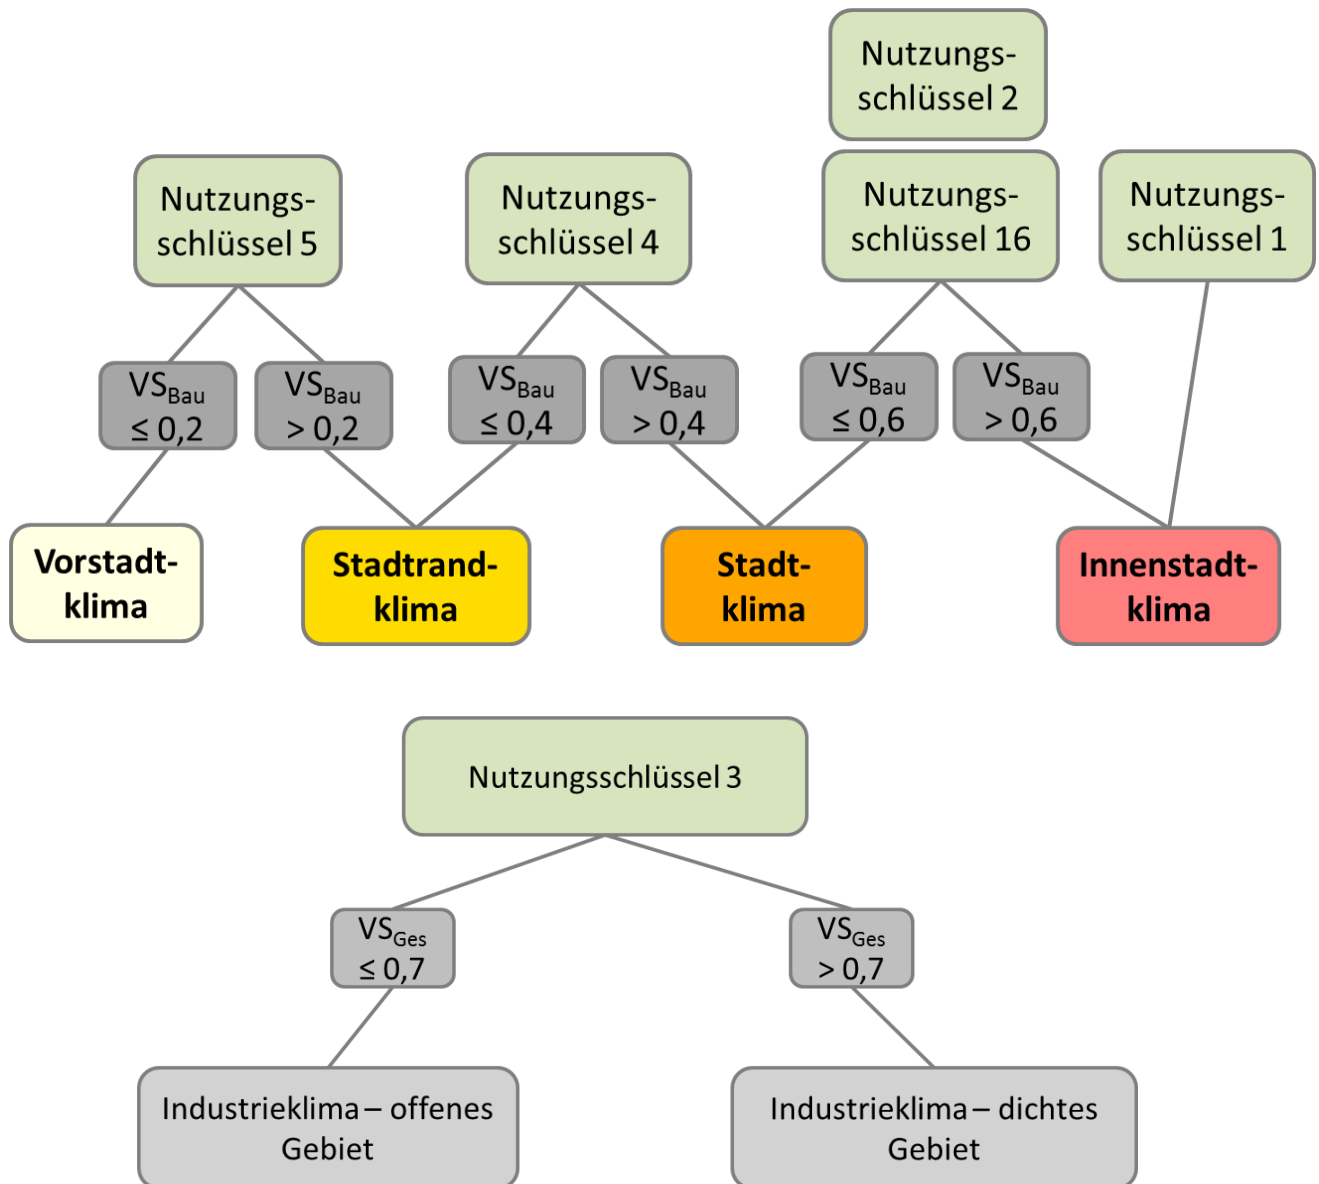 Nutzungs-
schlüssel 2
Nutzungs-
schlüssel 5
Nutzungs-
schlüssel 4
Nutzungs-
schlüssel 16
Nutzungs-
schlüssel 1
VSBau
≤ 0,2
VSBau
> 0,2
VSBau
≤ 0,4
VSBau
> 0,4
VSBau
≤ 0,6
VSBau
> 0,6
Vorstadt-
klima
Stadtrand-
klima
Stadt-
klima
Innenstadt-
klima
Nutzungsschlüssel 3
VSGes
≤ 0,7
VSGes
> 0,7
Industrieklima – offenes
Gebiet
Industrieklima – dichtes
Gebiet